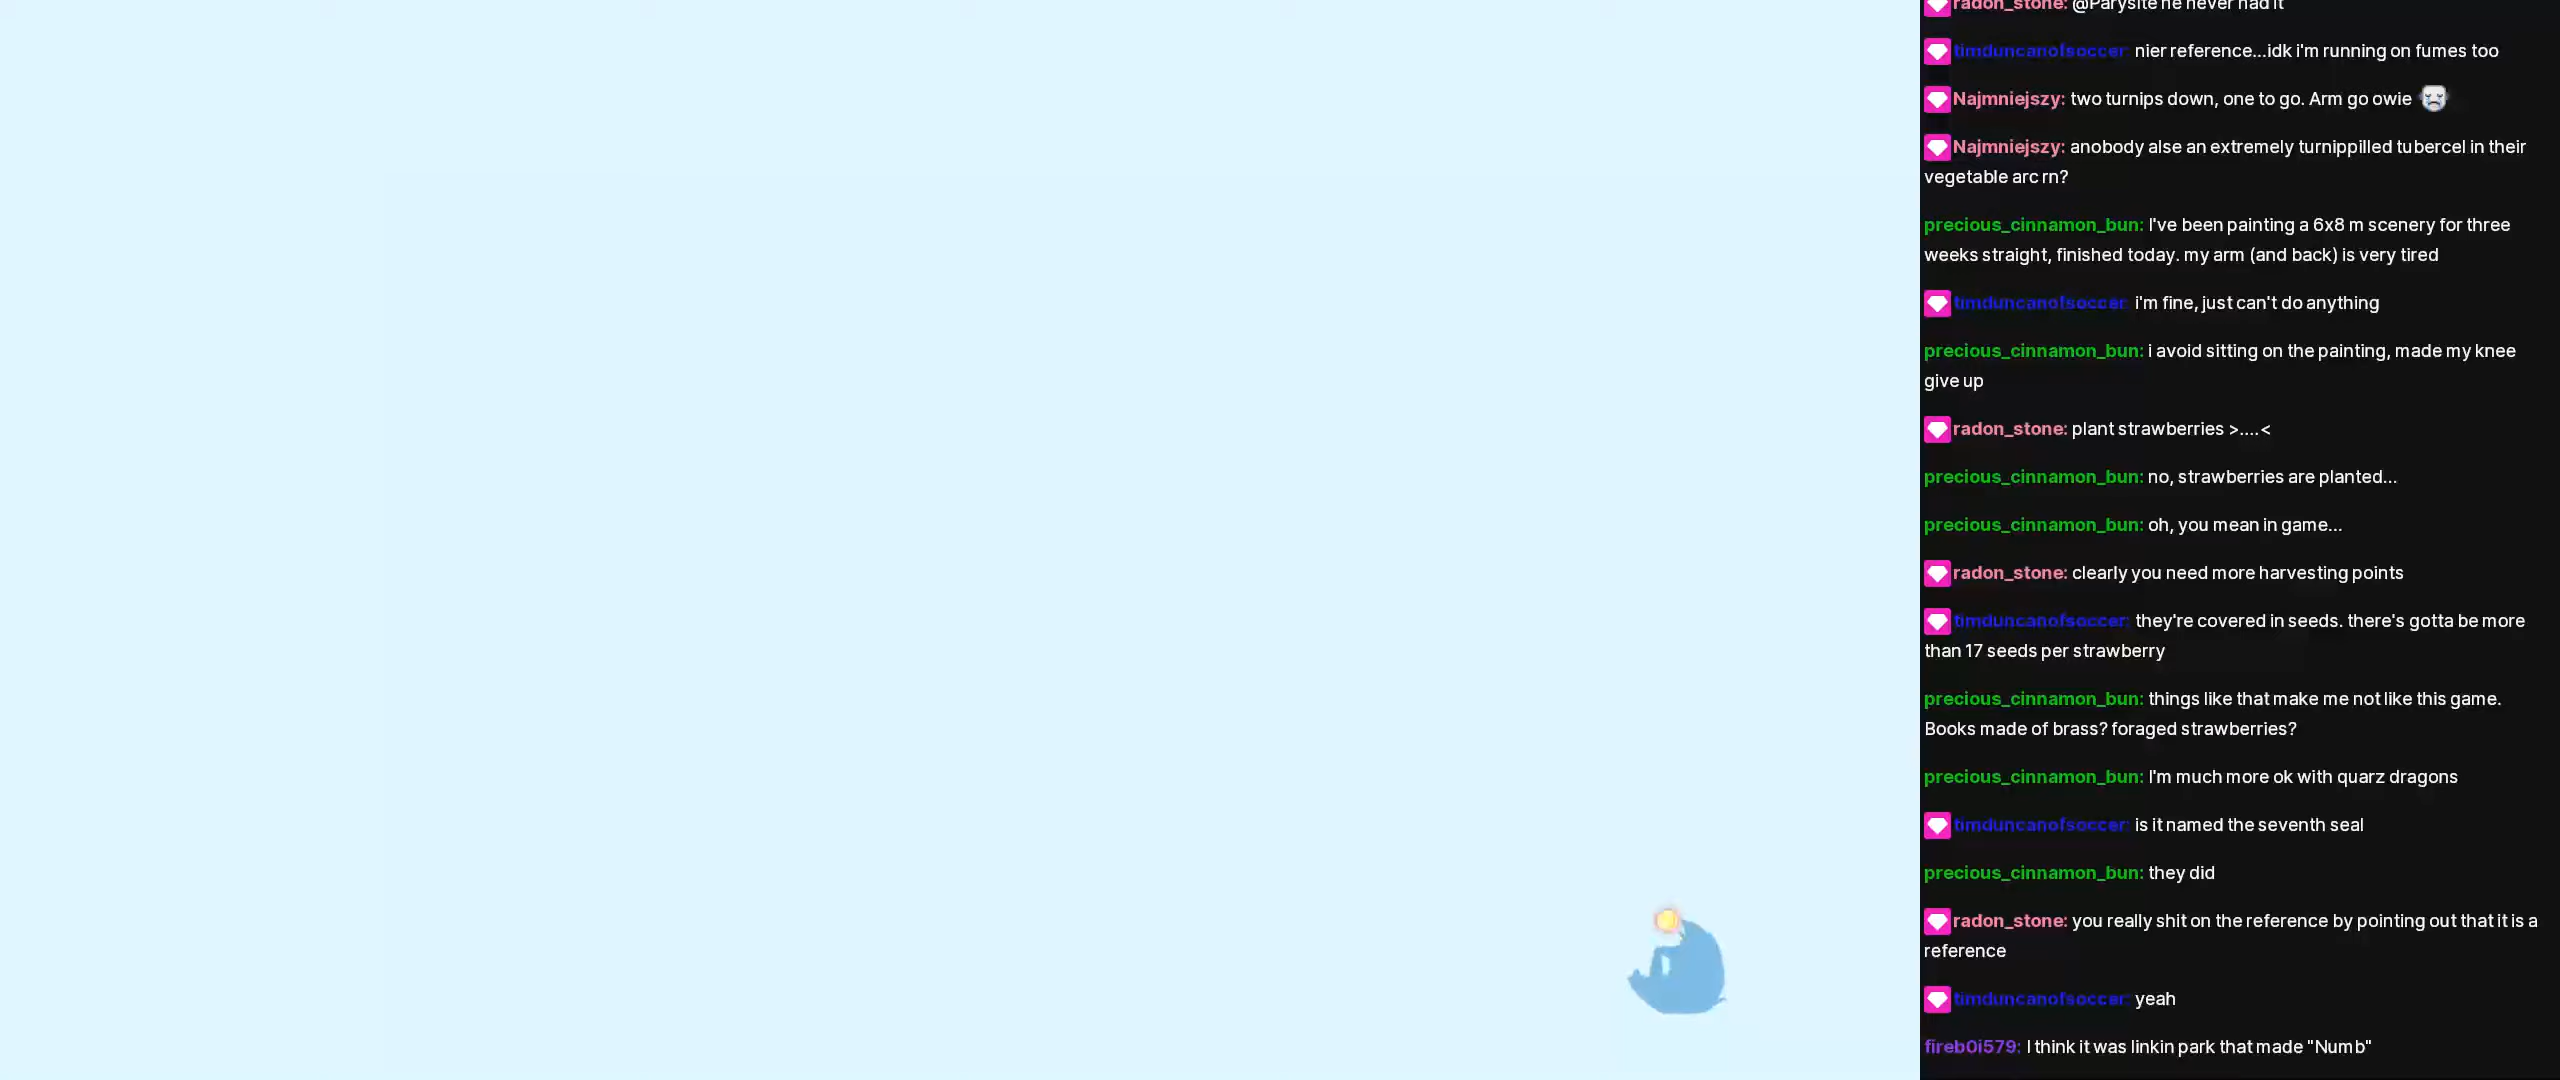 radon_stone: @Parysite he never had it
timduncanofsoccer: nier reference...idk i'm running on fumes too
Najmniejszy: two turnips down, one to go. Arm go owie
Najmniejszy: anobody alse an extremely turnippilled tubercel in their
vegetable arc rn?
precious_cinnamon_bun: I've been painting a 6x8 m scenery for three
weeks straight, finished today. my arm (and back) is very tired
timduncanofsoccer: i'm fine, just can't do anything
precious_cinnamon_bun: i avoid sitting on the painting, made my knee
give up
radon_stone: plant strawberries >....<
precious_cinnamon_bun: no, strawberries are planted...
precious_cinnamon_bun: oh, you mean in game...
radon_stone: clearly you need more harvesting points
timduncanofsoccer: they're covered in seeds. there's gotta be more
than 17 seeds per strawberry
precious_cinnamon_bun: things like that make me not like this game.
Books made of brass? foraged strawberries?
precious_cinnamon_bun: I'm much more ok with quarz dragons
timduncanofsoccer: is it named the seventh seal
precious_cinnamon_bun: they did
radon_stone: you really shit on the reference by pointing out that it is a
reference
timduncanofsoccer: yeah
fireb0i579: I think it was linkin park that made "Numb"